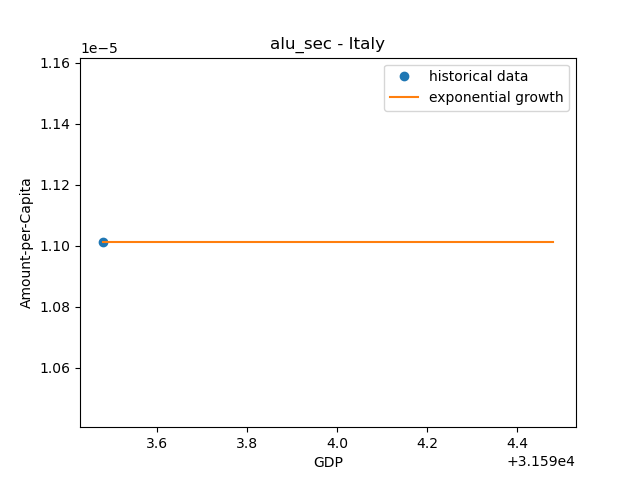 alu_sec - Italy
1e−5
1.16
1.14
1.12
1.10
1.08
1.06
Amount-per-Capita
historical data
exponential growth
3.6 3.8 4.0 4.2 4.4
+3.159e4
GDP